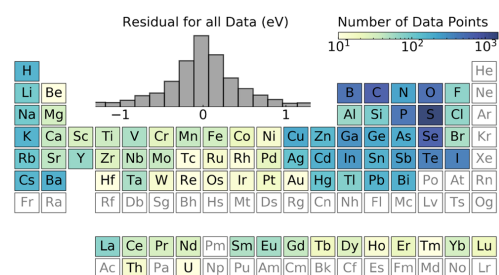 Residual for all Data (eV)
Number of Data Points
10¹ 10² 10³
−1 0 1
H He
Li Be B C N O F Ne
Na Mg Al Si P S Cl Ar
K Ca Sc Ti V Cr Mn Fe Co Ni Cu Zn Ga Ge As Se Br Kr
Rb Sr Y Zr Nb Mo Tc Ru Rh Pd Ag Cd In Sn Sb Te I Xe
Cs Ba Hf Ta W Re Os Ir Pt Au Hg Tl Pb Bi Po At Rn
Fr Ra Rf Db Sg Bh Hs Mt Ds Rg Cn Nh Fl Mc Lv Ts Og
La Ce Pr Nd Pm Sm Eu Gd Tb Dy Ho Er Tm Yb Lu
Ac Th Pa U Np Pu Am Cm Bk Cf Es Fm Md No Lr